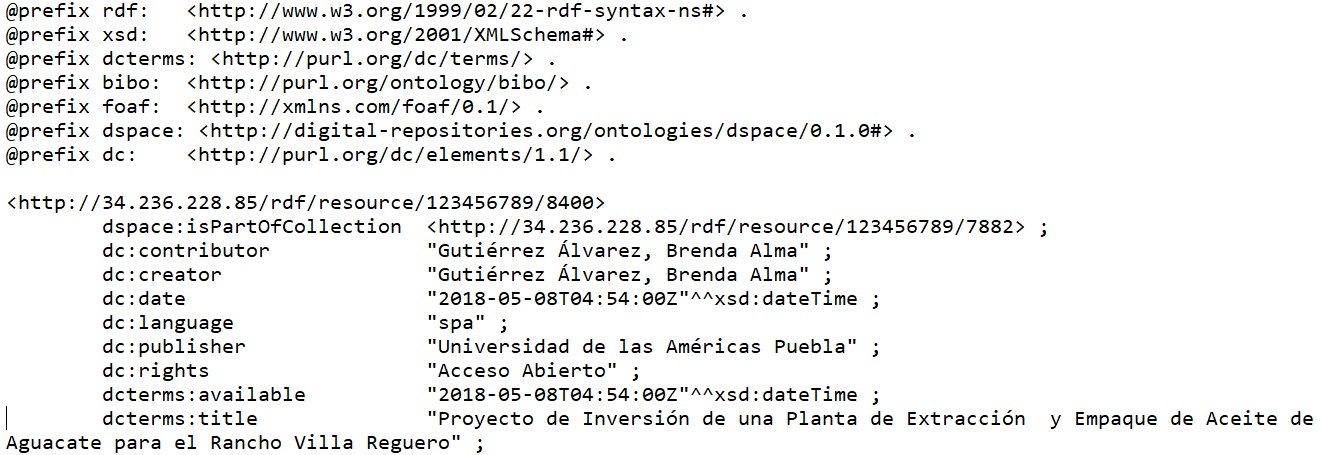 @prefix rdf:   <http://www.w3.org/1999/02/22-rdf-syntax-ns#> .
@prefix xsd:   <http://www.w3.org/2001/XMLSchema#> .
@prefix dcterms: <http://purl.org/dc/terms/> .
@prefix bibo:  <http://purl.org/ontology/bibo/> .
@prefix foaf:  <http://xmlns.com/foaf/0.1/> .
@prefix dspace: <http://digital-repositories.org/ontologies/dspace/0.1.0#> .
@prefix dc:    <http://purl.org/dc/elements/1.1/> .

<http://34.236.228.85/rdf/resource/123456789/8400>
        dspace:isPartOfCollection  <http://34.236.228.85/rdf/resource/123456789/7882> ;
        dc:contributor             "Gutiérrez Álvarez, Brenda Alma" ;
        dc:creator                 "Gutiérrez Álvarez, Brenda Alma" ;
        dc:date                    "2018-05-08T04:54:00Z"^^xsd:dateTime ;
        dc:language                "spa" ;
        dc:publisher               "Universidad de las Américas Puebla" ;
        dc:rights                  "Acceso Abierto" ;
        dcterms:available          "2018-05-08T04:54:00Z"^^xsd:dateTime ;
        dcterms:title              "Proyecto de Inversión de una Planta de Extracción  y Empaque de Aceite de
Aguacate para el Rancho Villa Reguero" ;